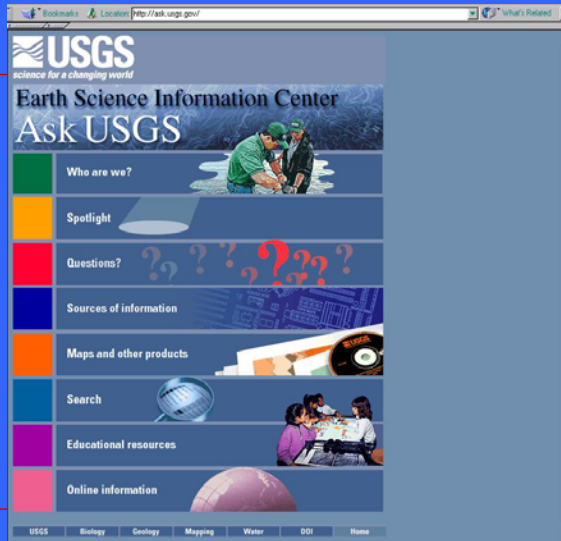 Bookmarks Location: http://ask.usgs.gov/ What's Related
USGS
science for a changing world
Earth Science Information Center
Ask USGS
Who are we?
Spotlight
Questions?
Sources of information
Maps and other products
USGS
Search
Educational resources
Online information
USGS Biology Geology Mapping Water DOI Home